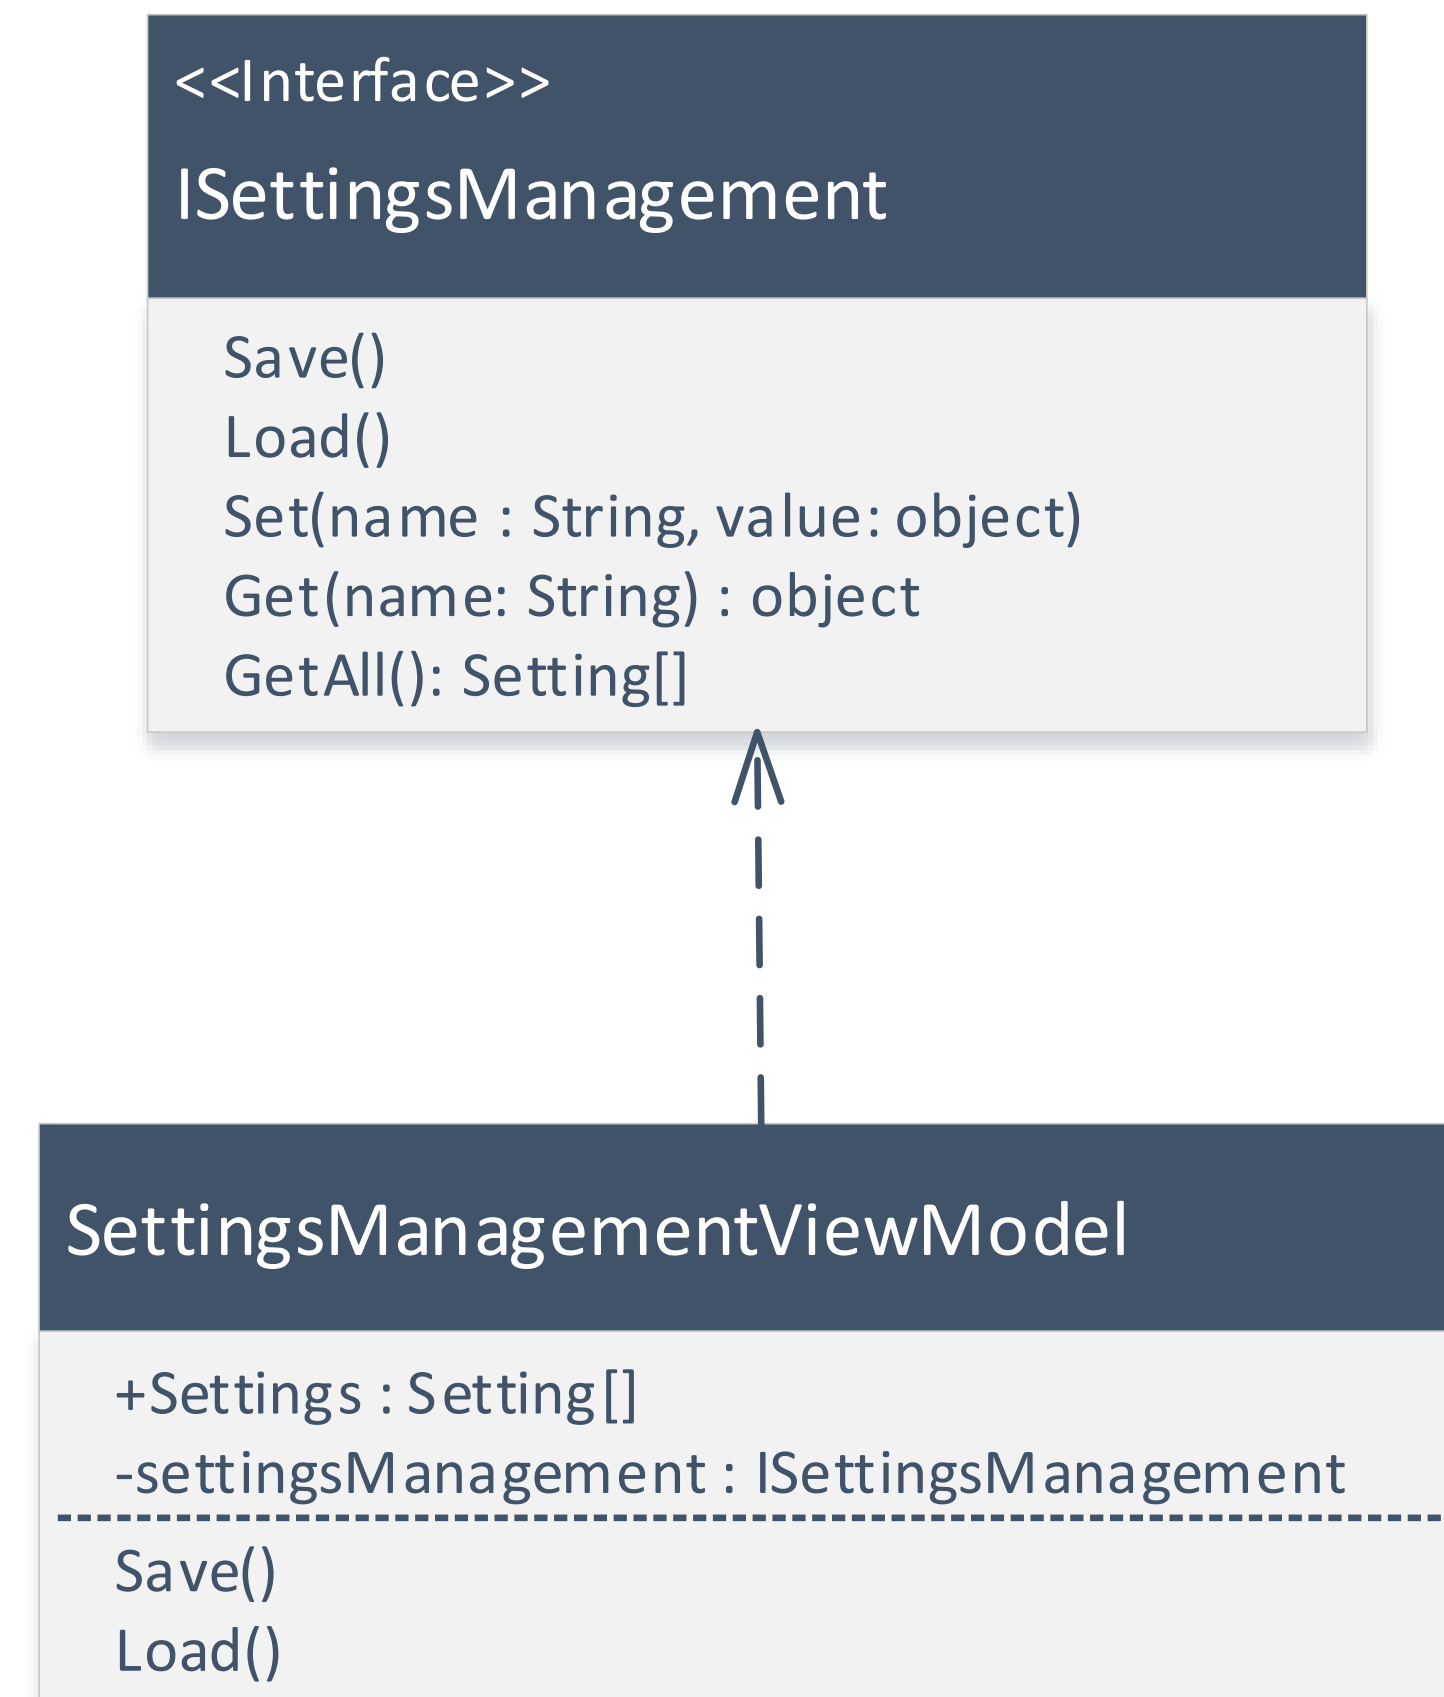 <<Interface>>
ISettingsManagement
Save()
Load()
Set(name : String, value: object)
Get(name: String) : object
GetAll(): Setting[]
SettingsManagementViewModel
+Settings : Setting[]
-settingsManagement : ISettingsManagement
Save()
Load()